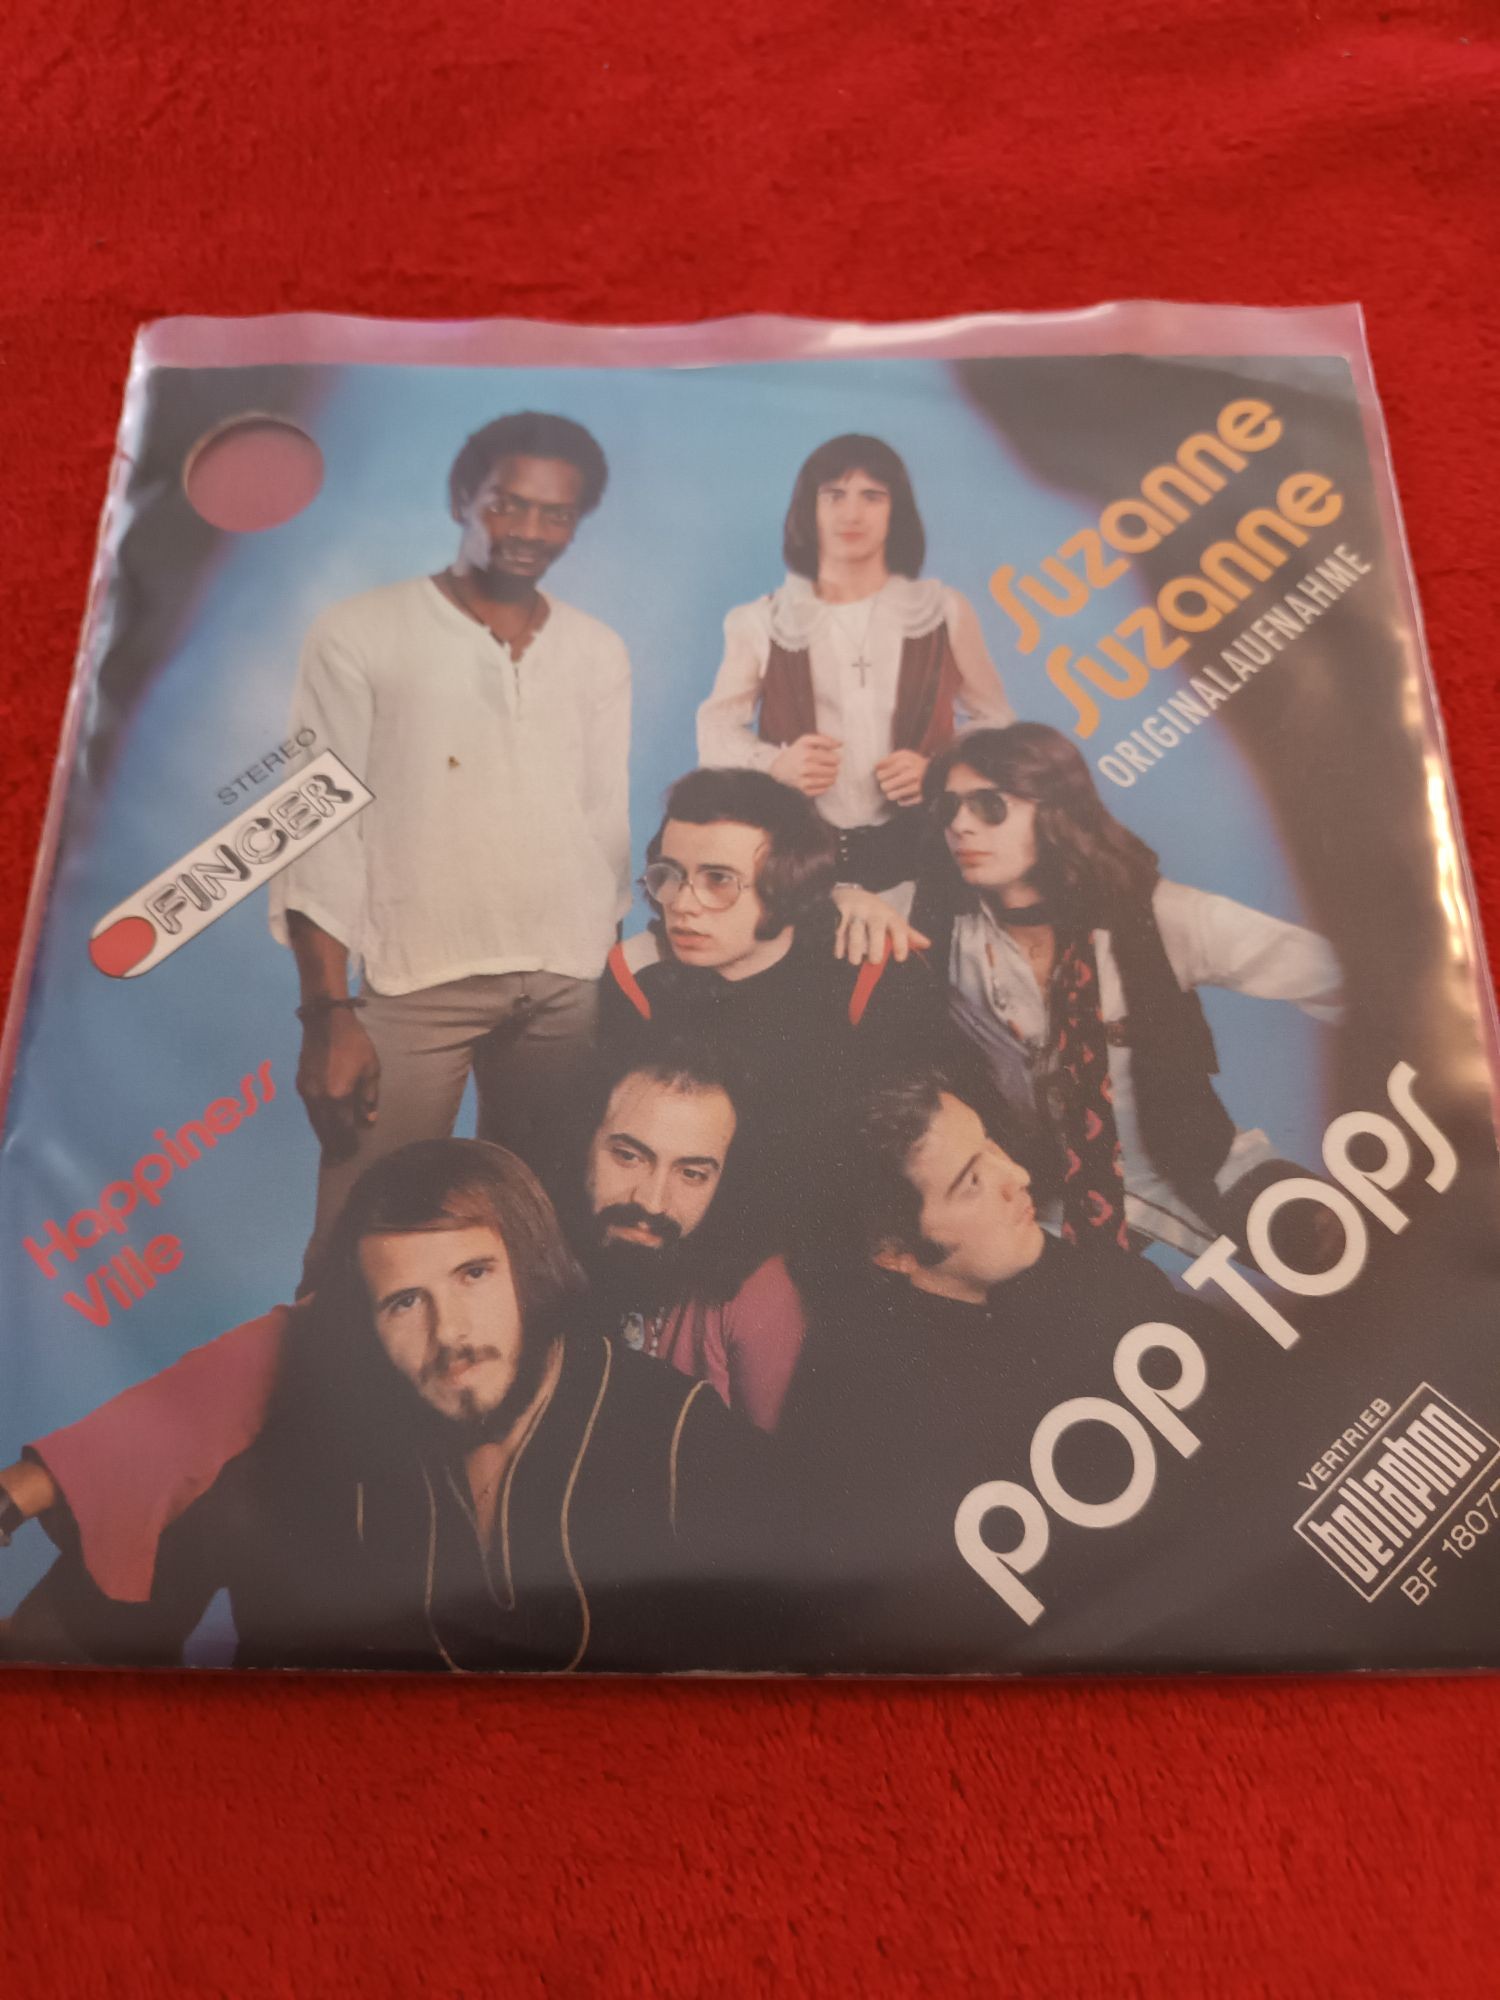 Suzanne
Suzanne
ORIGINALAUFNAHME
STEREO
FINGER
Happiness
Ville
POP TOPS
VERTRIEB
bellaphon
BF 1807